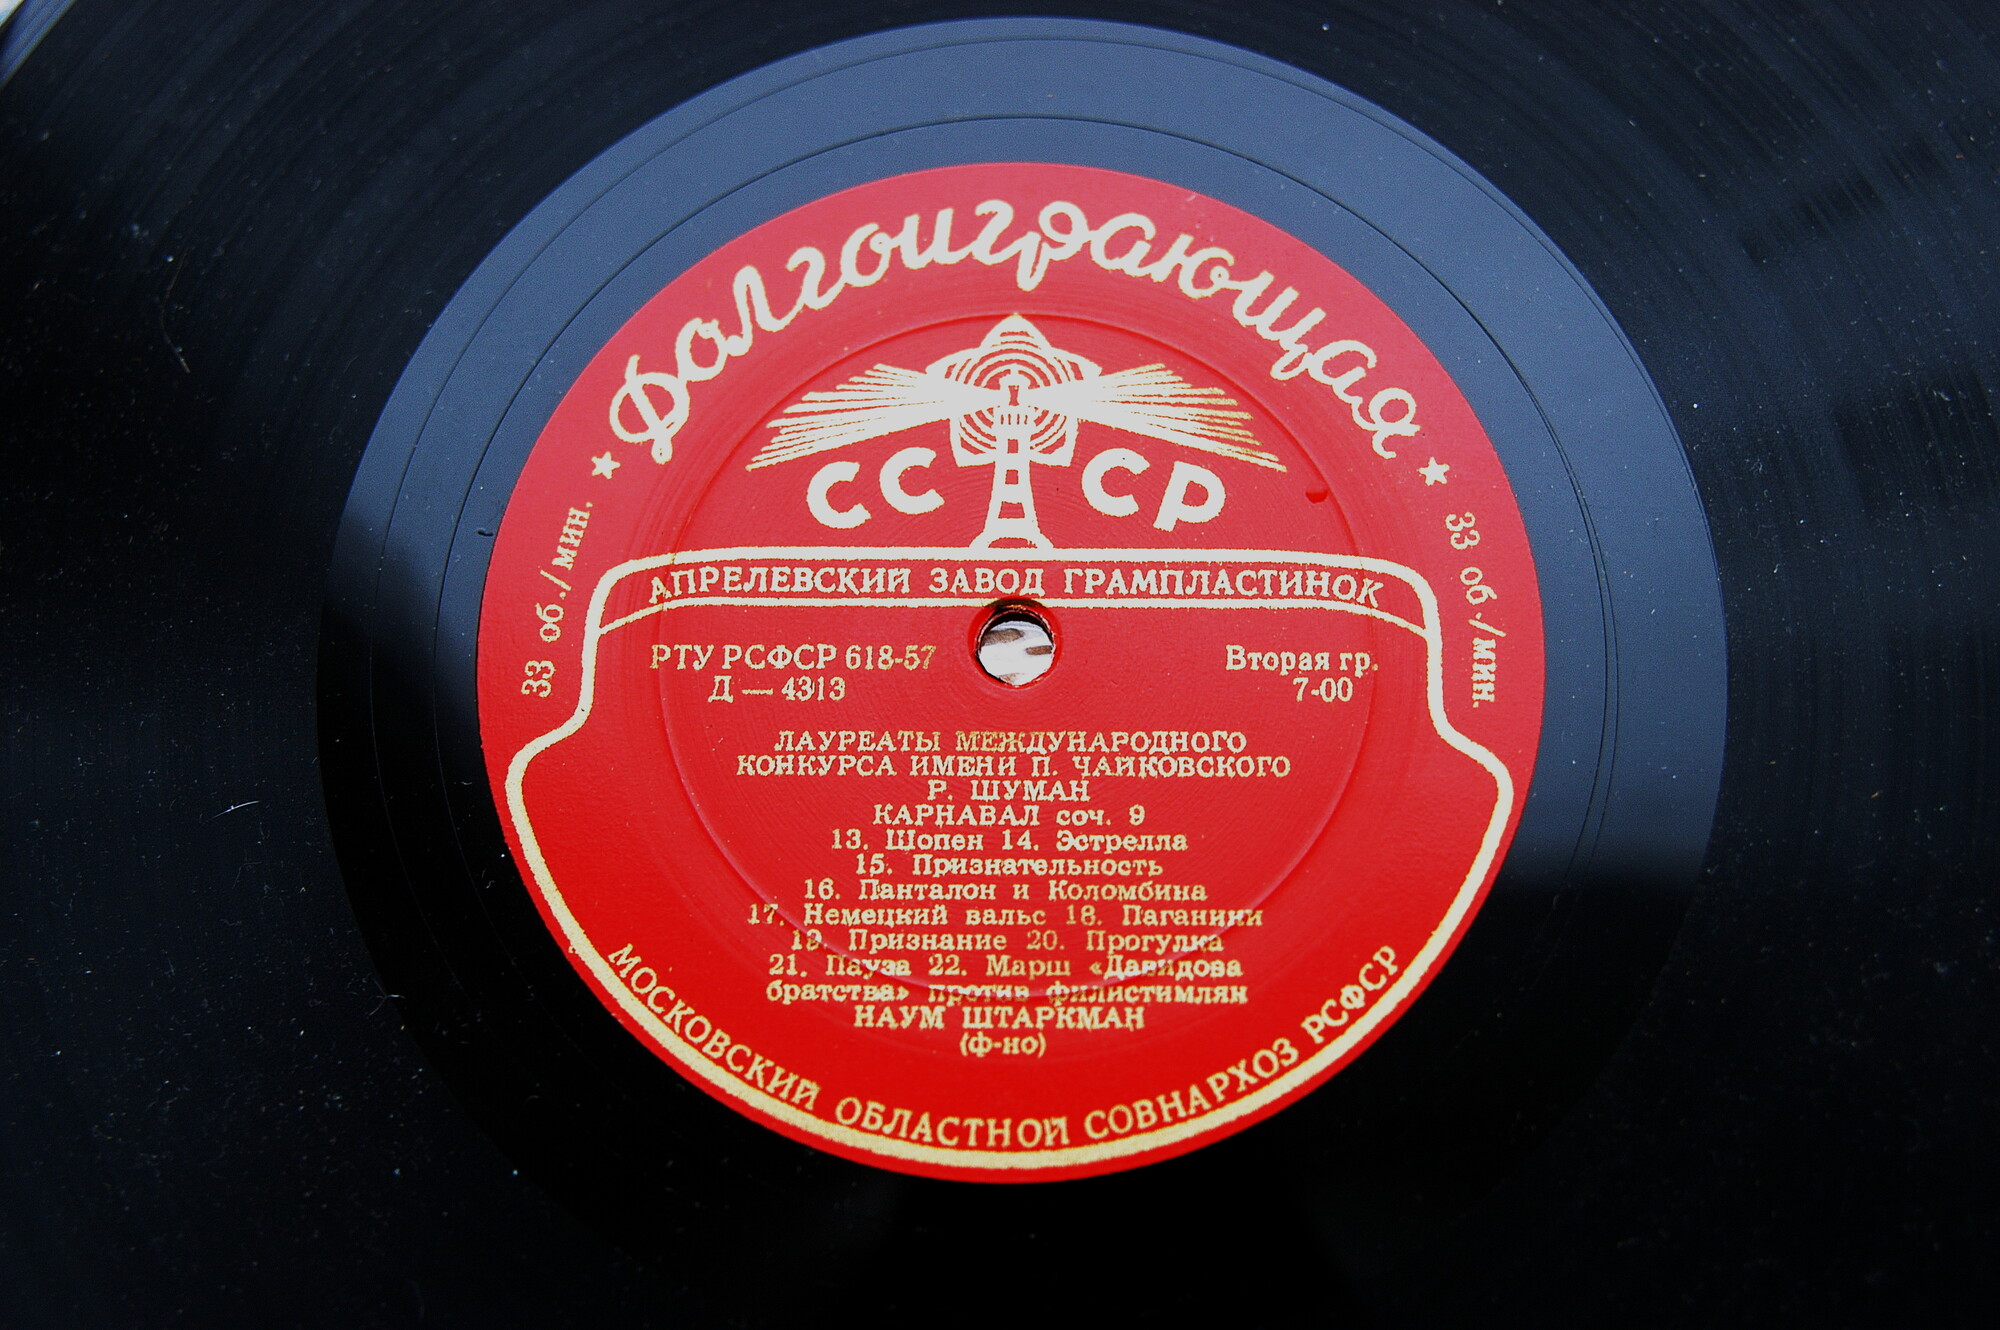 Долгоиграющая
33 об./мин.
33 об./мин.
СССР
АПРЕЛЕВСКИЙ ЗАВОД ГРАМПЛАСТИНОК
РТУ РСФСР 618-57
Д — 4313
Вторая гр.
7-00
ЛАУРЕАТЫ МЕЖДУНАРОДНОГО
КОНКУРСА ИМЕНИ П. ЧАЙКОВСКОГО
Р. ШУМАН
КАРНАВАЛ соч. 9
13. Шопен 14. Эстрелла
15. Признательность
16. Панталон и Коломбина
17. Немецкий вальс 18. Паганини
19. Признание 20. Прогулка
21. Пауза 22. Марш «Давидова
братства» против филистимлян
НАУМ ШТАРКМАН
(ф-но)
МОСКОВСКИЙ ОБЛАСТНОЙ СОВНАРХОЗ РСФСР